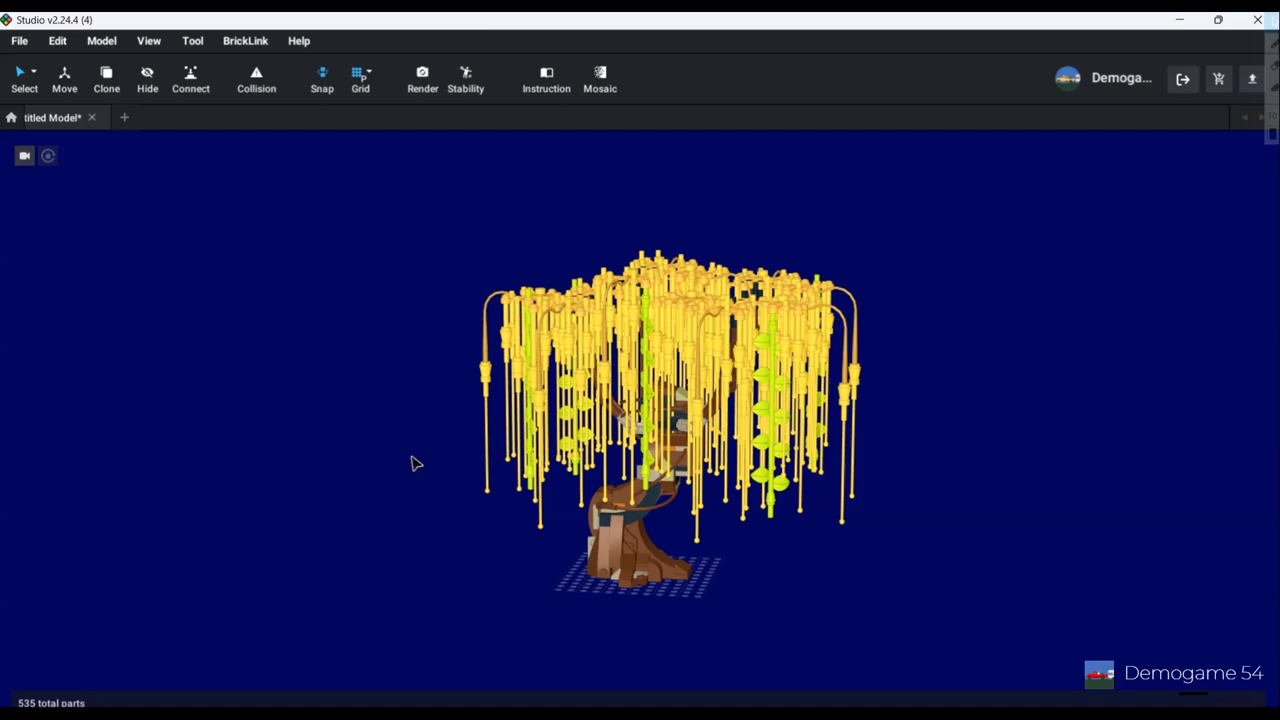 Studio v2.24.4 (4)
File Edit Model View Tool BrickLink Help
Select Move Clone Hide Connect Collision Snap Grid Render Stability Instruction Mosaic Demoga...
titled Model*
Demogame 54
535 total parts